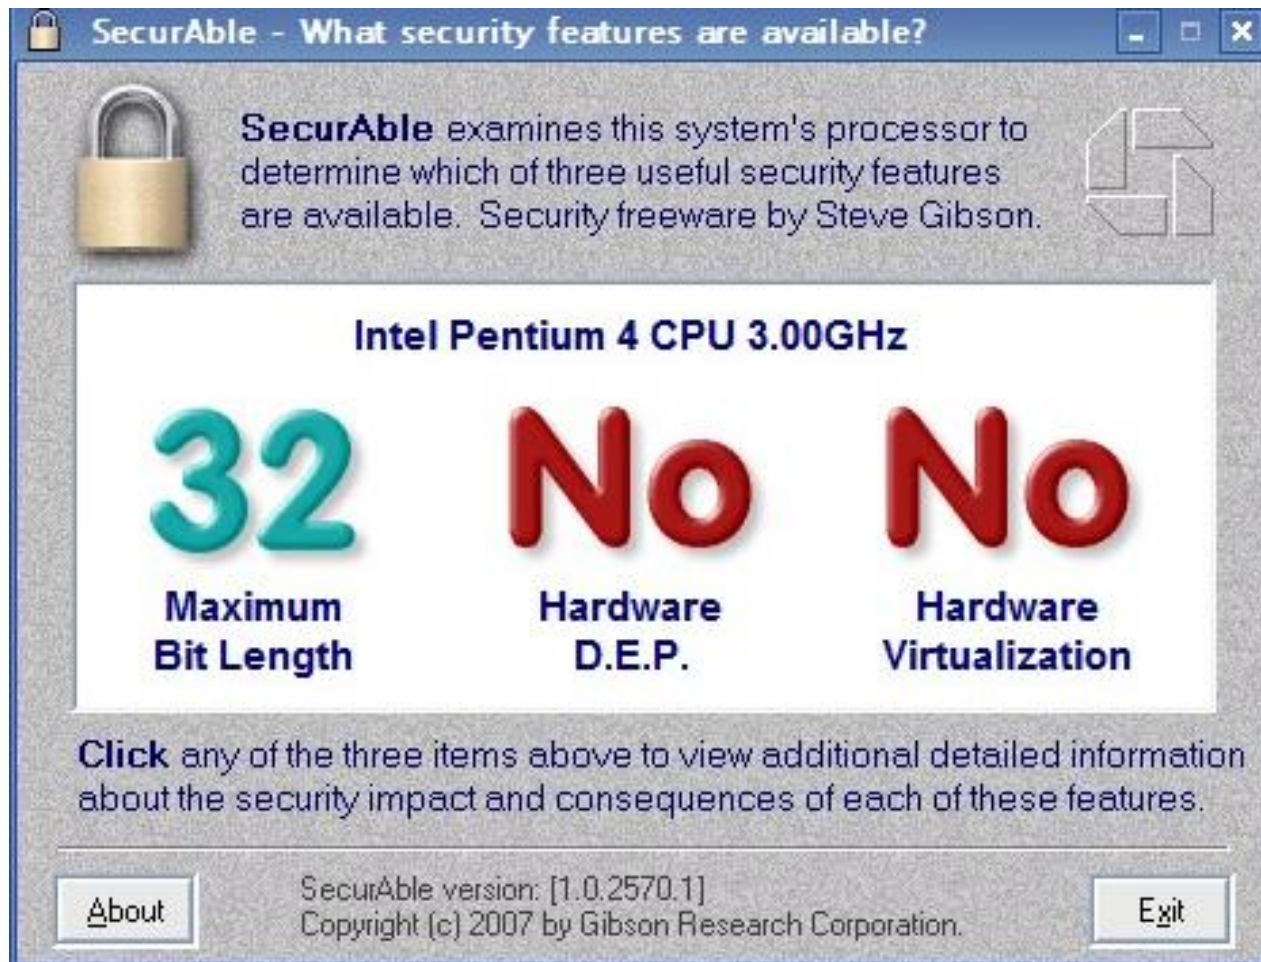 SecurAble - What security features are available?
SecurAble examines this system's processor to
determine which of three useful security features
are available.  Security freeware by Steve Gibson.
Intel Pentium 4 CPU 3.00GHz
32
Maximum
Bit Length
No
Hardware
D.E.P.
No
Hardware
Virtualization
Click any of the three items above to view additional detailed information
about the security impact and consequences of each of these features.
About
SecurAble version: [1.0.2570.1]
Copyright (c) 2007 by Gibson Research Corporation.
Exit